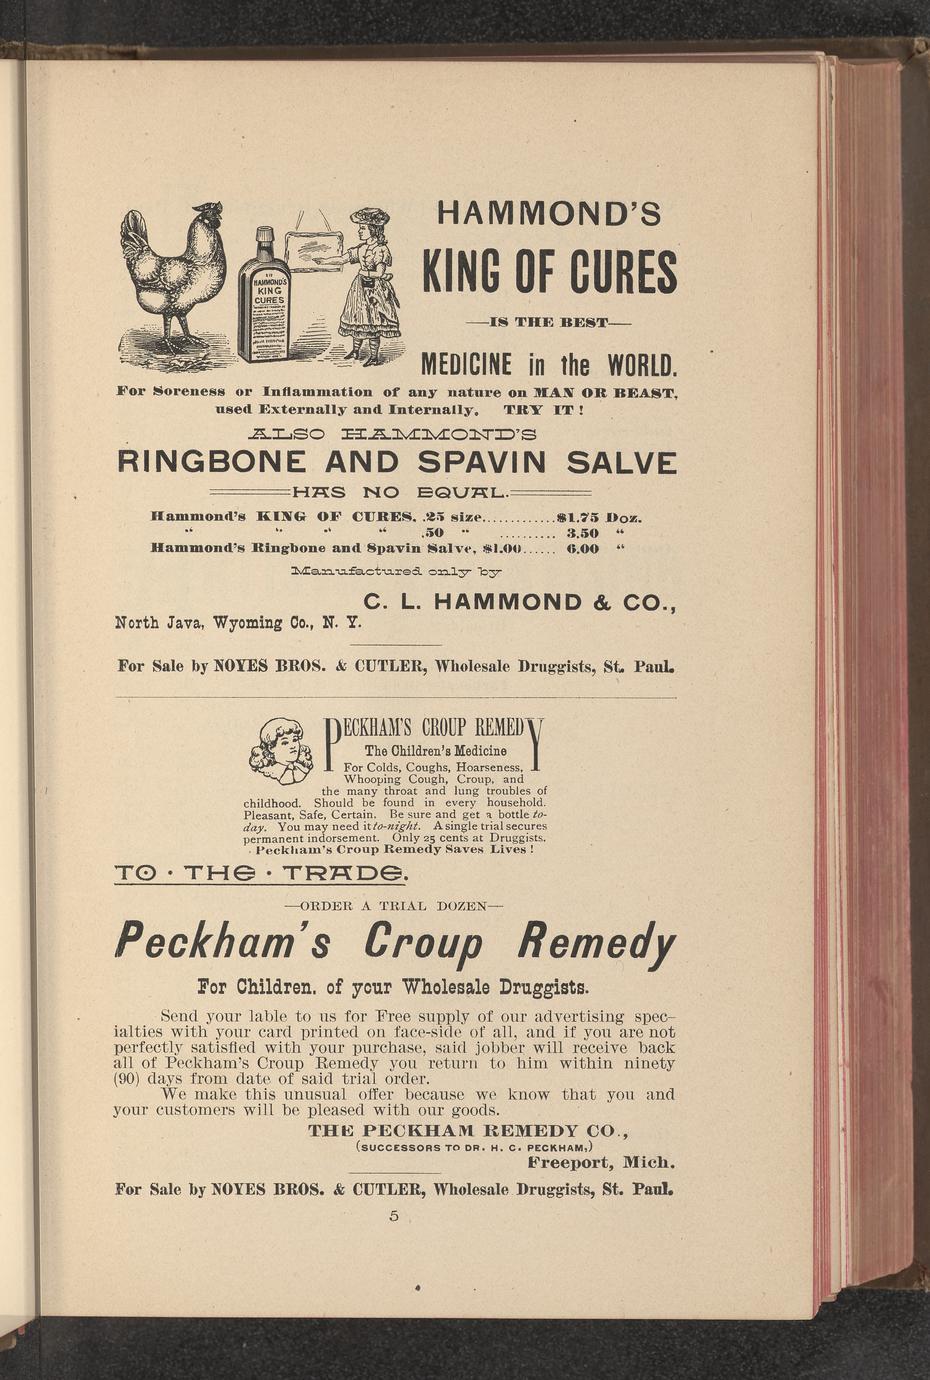 HAMMOND'S
KING OF CURES
—IS THE BEST—
MEDICINE in the WORLD.
HAMMOND'S
KING
CURES
For Soreness or Inflammation of any nature on MAN OR BEAST,
used Externally and Internally. TRY IT!
ALSO HAMMOND'S
RINGBONE AND SPAVIN SALVE
HAS NO EQUAL.
Hammond's KING OF CURES, .25 size............$1.75 Doz.
" " " " .50 " .......... 3.50 "
Hammond's Ringbone and Spavin Salve, $1.00...... 6.00 "
Manufactured only by
C. L. HAMMOND & CO.,
North Java, Wyoming Co., N. Y.
For Sale by NOYES BROS. & CUTLER, Wholesale Druggists, St. Paul.
PECKHAM'S CROUP REMEDY
The Children's Medicine
For Colds, Coughs, Hoarseness,
Whooping Cough, Croup, and
the many throat and lung troubles of
childhood. Should be found in every household.
Pleasant, Safe, Certain. Be sure and get a bottle to-
day. You may need it to-night. A single trial secures
permanent indorsement. Only 25 cents at Druggists.
Peckham's Croup Remedy Saves Lives!
TO · THE · TRADE.
—ORDER A TRIAL DOZEN—
Peckham's Croup Remedy
For Children, of your Wholesale Druggists.
Send your lable to us for Free supply of our advertising spec-
ialties with your card printed on face-side of all, and if you are not
perfectly satisfied with your purchase, said jobber will receive back
all of Peckham's Croup Remedy you return to him within ninety
(90) days from date of said trial order.
We make this unusual offer because we know that you and
your customers will be pleased with our goods.
THE PECKHAM REMEDY CO.,
(SUCCESSORS TO DR. H. C. PECKHAM,)
Freeport, Mich.
For Sale by NOYES BROS. & CUTLER, Wholesale Druggists, St. Paul.
5